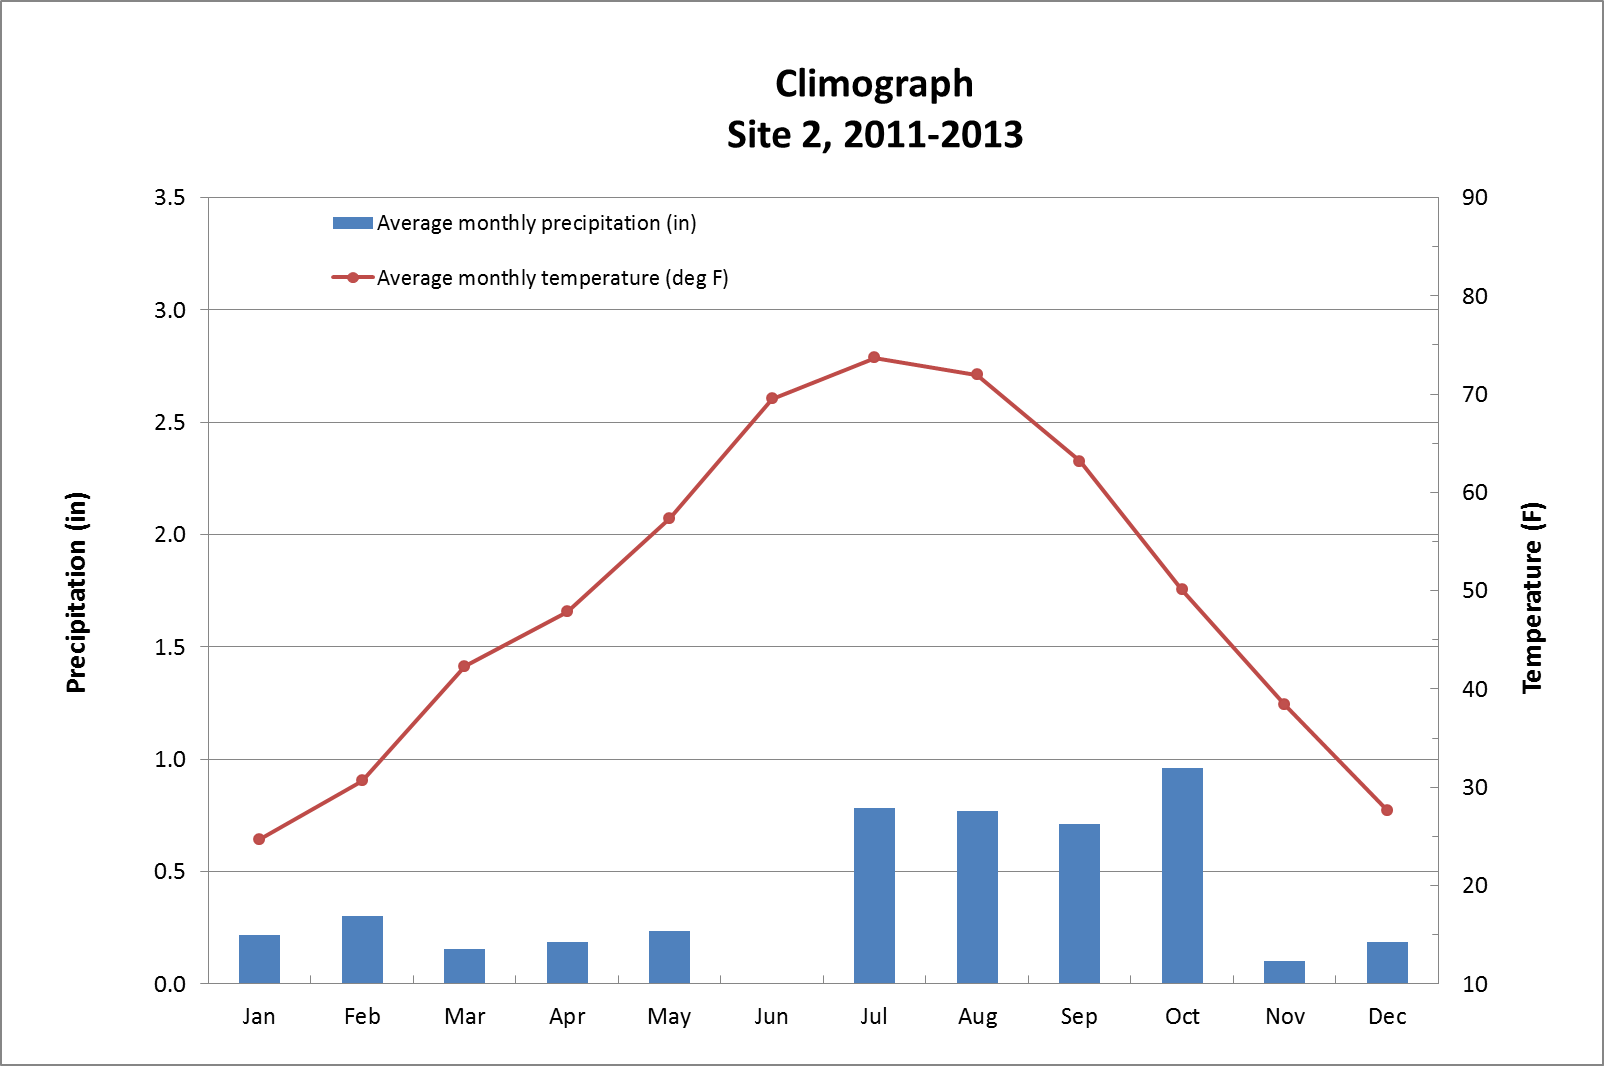 Climograph
Site 2, 2011-2013
Average monthly precipitation (in)
Average monthly temperature (deg F)
Precipitation (in)
3.5
3.0
2.5
2.0
1.5
1.0
0.5
0.0
90
80
70
60
50
40
30
20
10
Temperature (F)
Jan Feb Mar Apr May Jun Jul Aug Sep Oct Nov Dec